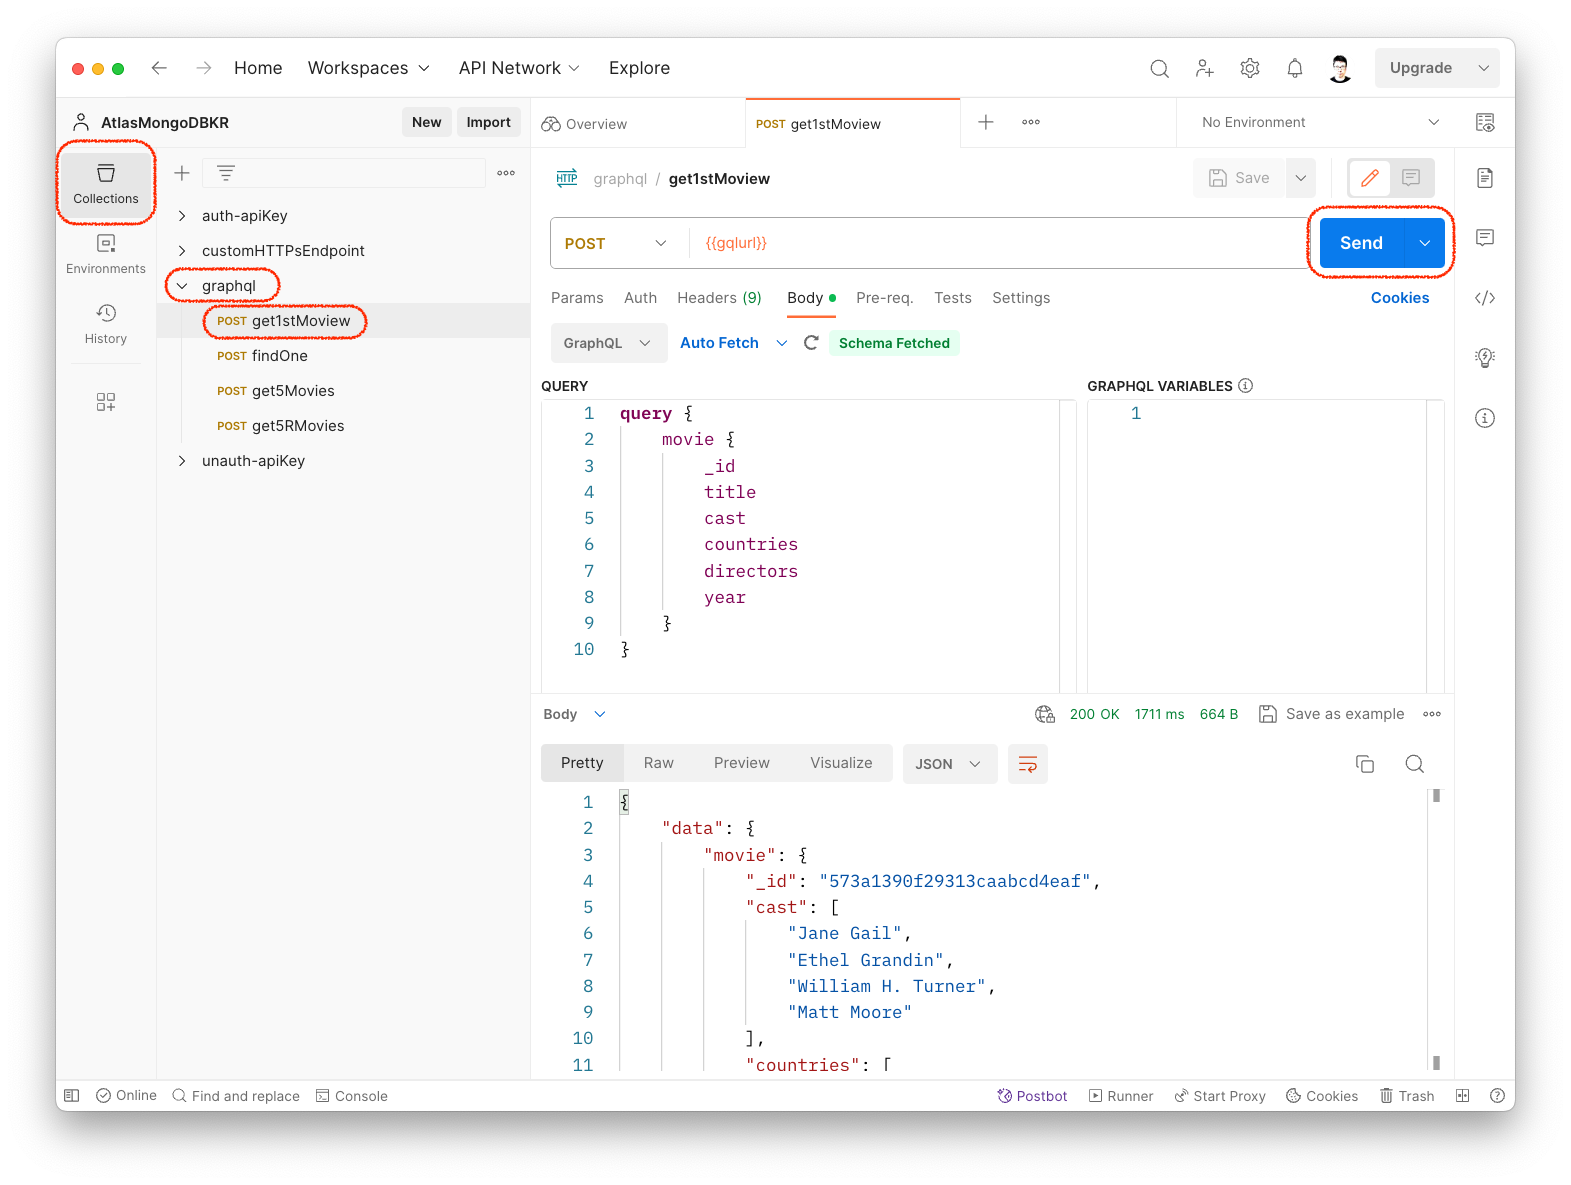 Home Workspaces API Network Explore Upgrade
AtlasMongoDBKR New Import Overview POST get1stMoview No Environment
Collections
Environments
History
auth-apiKey
customHTTPsEndpoint
graphql
POST get1stMoview
POST findOne
POST get5Movies
POST get5RMovies
unauth-apiKey
HTTP graphql / get1stMoview Save
POST {{gqlurl}} Send
Params Auth Headers (9) Body Pre-req. Tests Settings Cookies
GraphQL Auto Fetch Schema Fetched
QUERY
1 query {
2 movie {
3 _id
4 title
5 cast
6 countries
7 directors
8 year
9 }
10 }
GRAPHQL VARIABLES
1
Body 200 OK 1711 ms 664 B Save as example
Pretty Raw Preview Visualize JSON
1 {
2 "data": {
3 "movie": {
4 "_id": "573a1390f29313caabcd4eaf",
5 "cast": [
6 "Jane Gail",
7 "Ethel Grandin",
8 "William H. Turner",
9 "Matt Moore"
10 ],
11 "countries": [
Online Find and replace Console Postbot Runner Start Proxy Cookies Trash